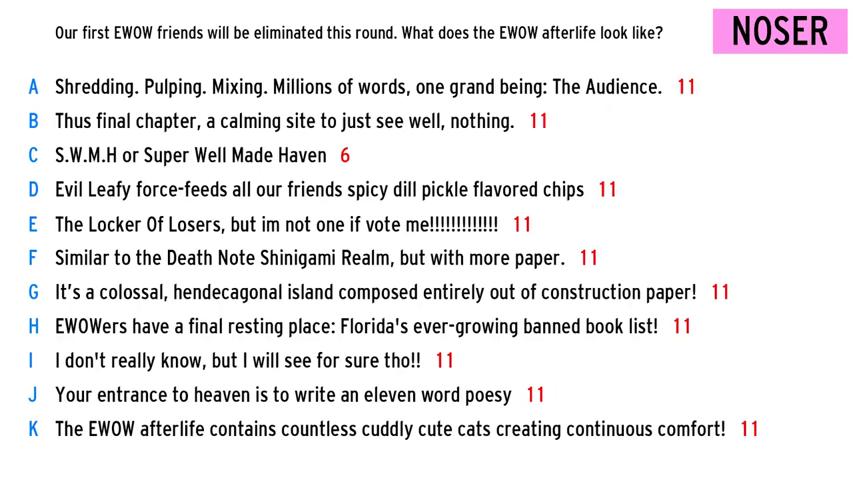 Our first EWOW friends will be eliminated this round. What does the EWOW afterlife look like?
NOSER
A Shredding. Pulping. Mixing. Millions of words, one grand being: The Audience. 11
B Thus final chapter, a calming site to just see well, nothing. 11
C S.W.M.H or Super Well Made Haven 6
D Evil Leafy force-feeds all our friends spicy dill pickle flavored chips 11
E The Locker Of Losers, but im not one if vote me!!!!!!!!!!!!! 11
F Similar to the Death Note Shinigami Realm, but with more paper. 11
G It’s a colossal, hendecagonal island composed entirely out of construction paper! 11
H EWOWers have a final resting place: Florida's ever-growing banned book list! 11
I I don't really know, but I will see for sure tho!! 11
J Your entrance to heaven is to write an eleven word poesy 11
K The EWOW afterlife contains countless cuddly cute cats creating continuous comfort! 11